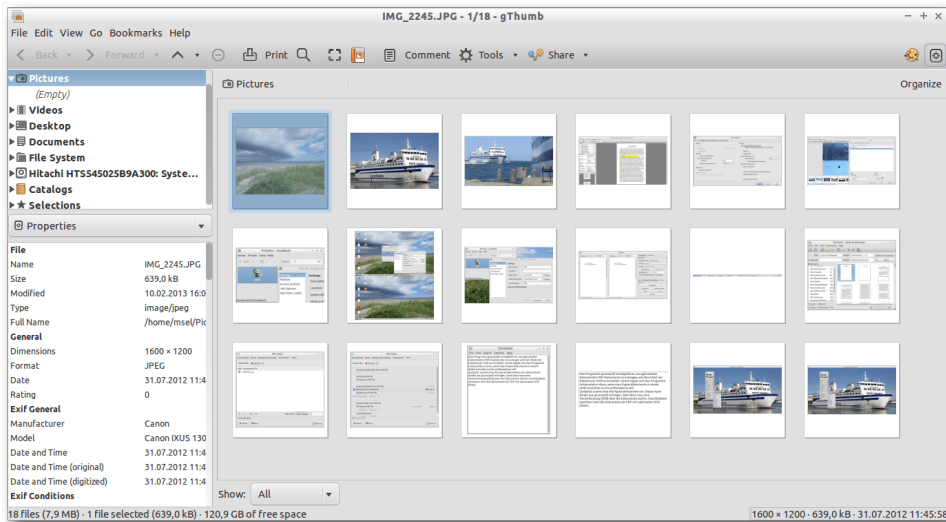 IMG_2245.JPG - 1/18 - gThumb
File Edit View Go Bookmarks Help
Back Forward Print Comment Tools Share
Pictures
(Empty)
Videos
Desktop
Documents
File System
Hitachi HTS545025B9A300: Syste...
Catalogs
Selections
Properties
File
Name IMG_2245.JPG
Size 639,0 kB
Modified 10.02.2013 16:0
Type image/jpeg
Full Name /home/msel/Pic
General
Dimensions 1600 × 1200
Format JPEG
Date 31.07.2012 11:4
Rating 0
Exif General
Manufacturer Canon
Model Canon IXUS 130
Date and Time 31.07.2012 11:4
Date and Time (original) 31.07.2012 11:4
Date and Time (digitized) 31.07.2012 11:4
Exif Conditions
Pictures Organize
Show: All
18 files (7,9 MB) · 1 file selected (639,0 kB) · 120,9 GB of free space
1600 × 1200 · 639,0 kB · 31.07.2012 11:45:58